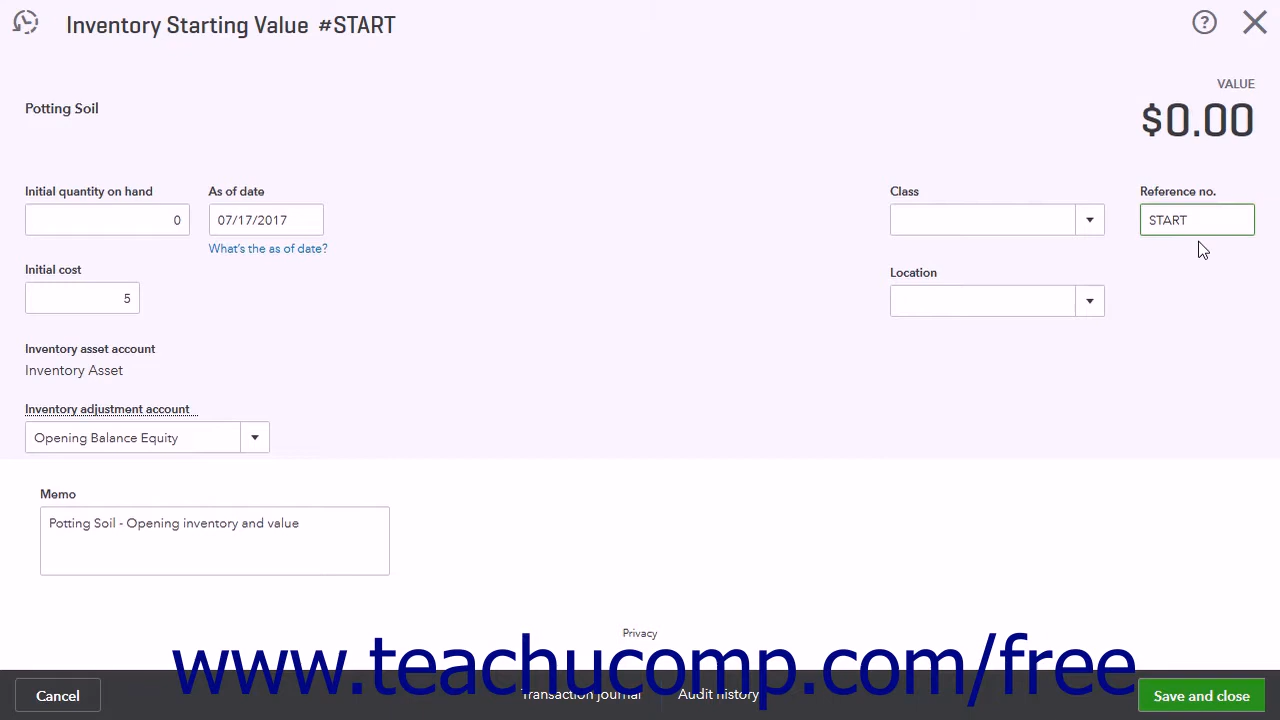 Inventory Starting Value #START
?
Potting Soil
VALUE
$0.00
Initial quantity on hand
0
As of date
07/17/2017
What's the as of date?
Class
Reference no.
START
Initial cost
5
Location
Inventory asset account
Inventory Asset
Inventory adjustment account
Opening Balance Equity
Memo
Potting Soil - Opening inventory and value
Privacy
www.teachucomp.com/free
Cancel
Transaction journal
Audit history
Save and close